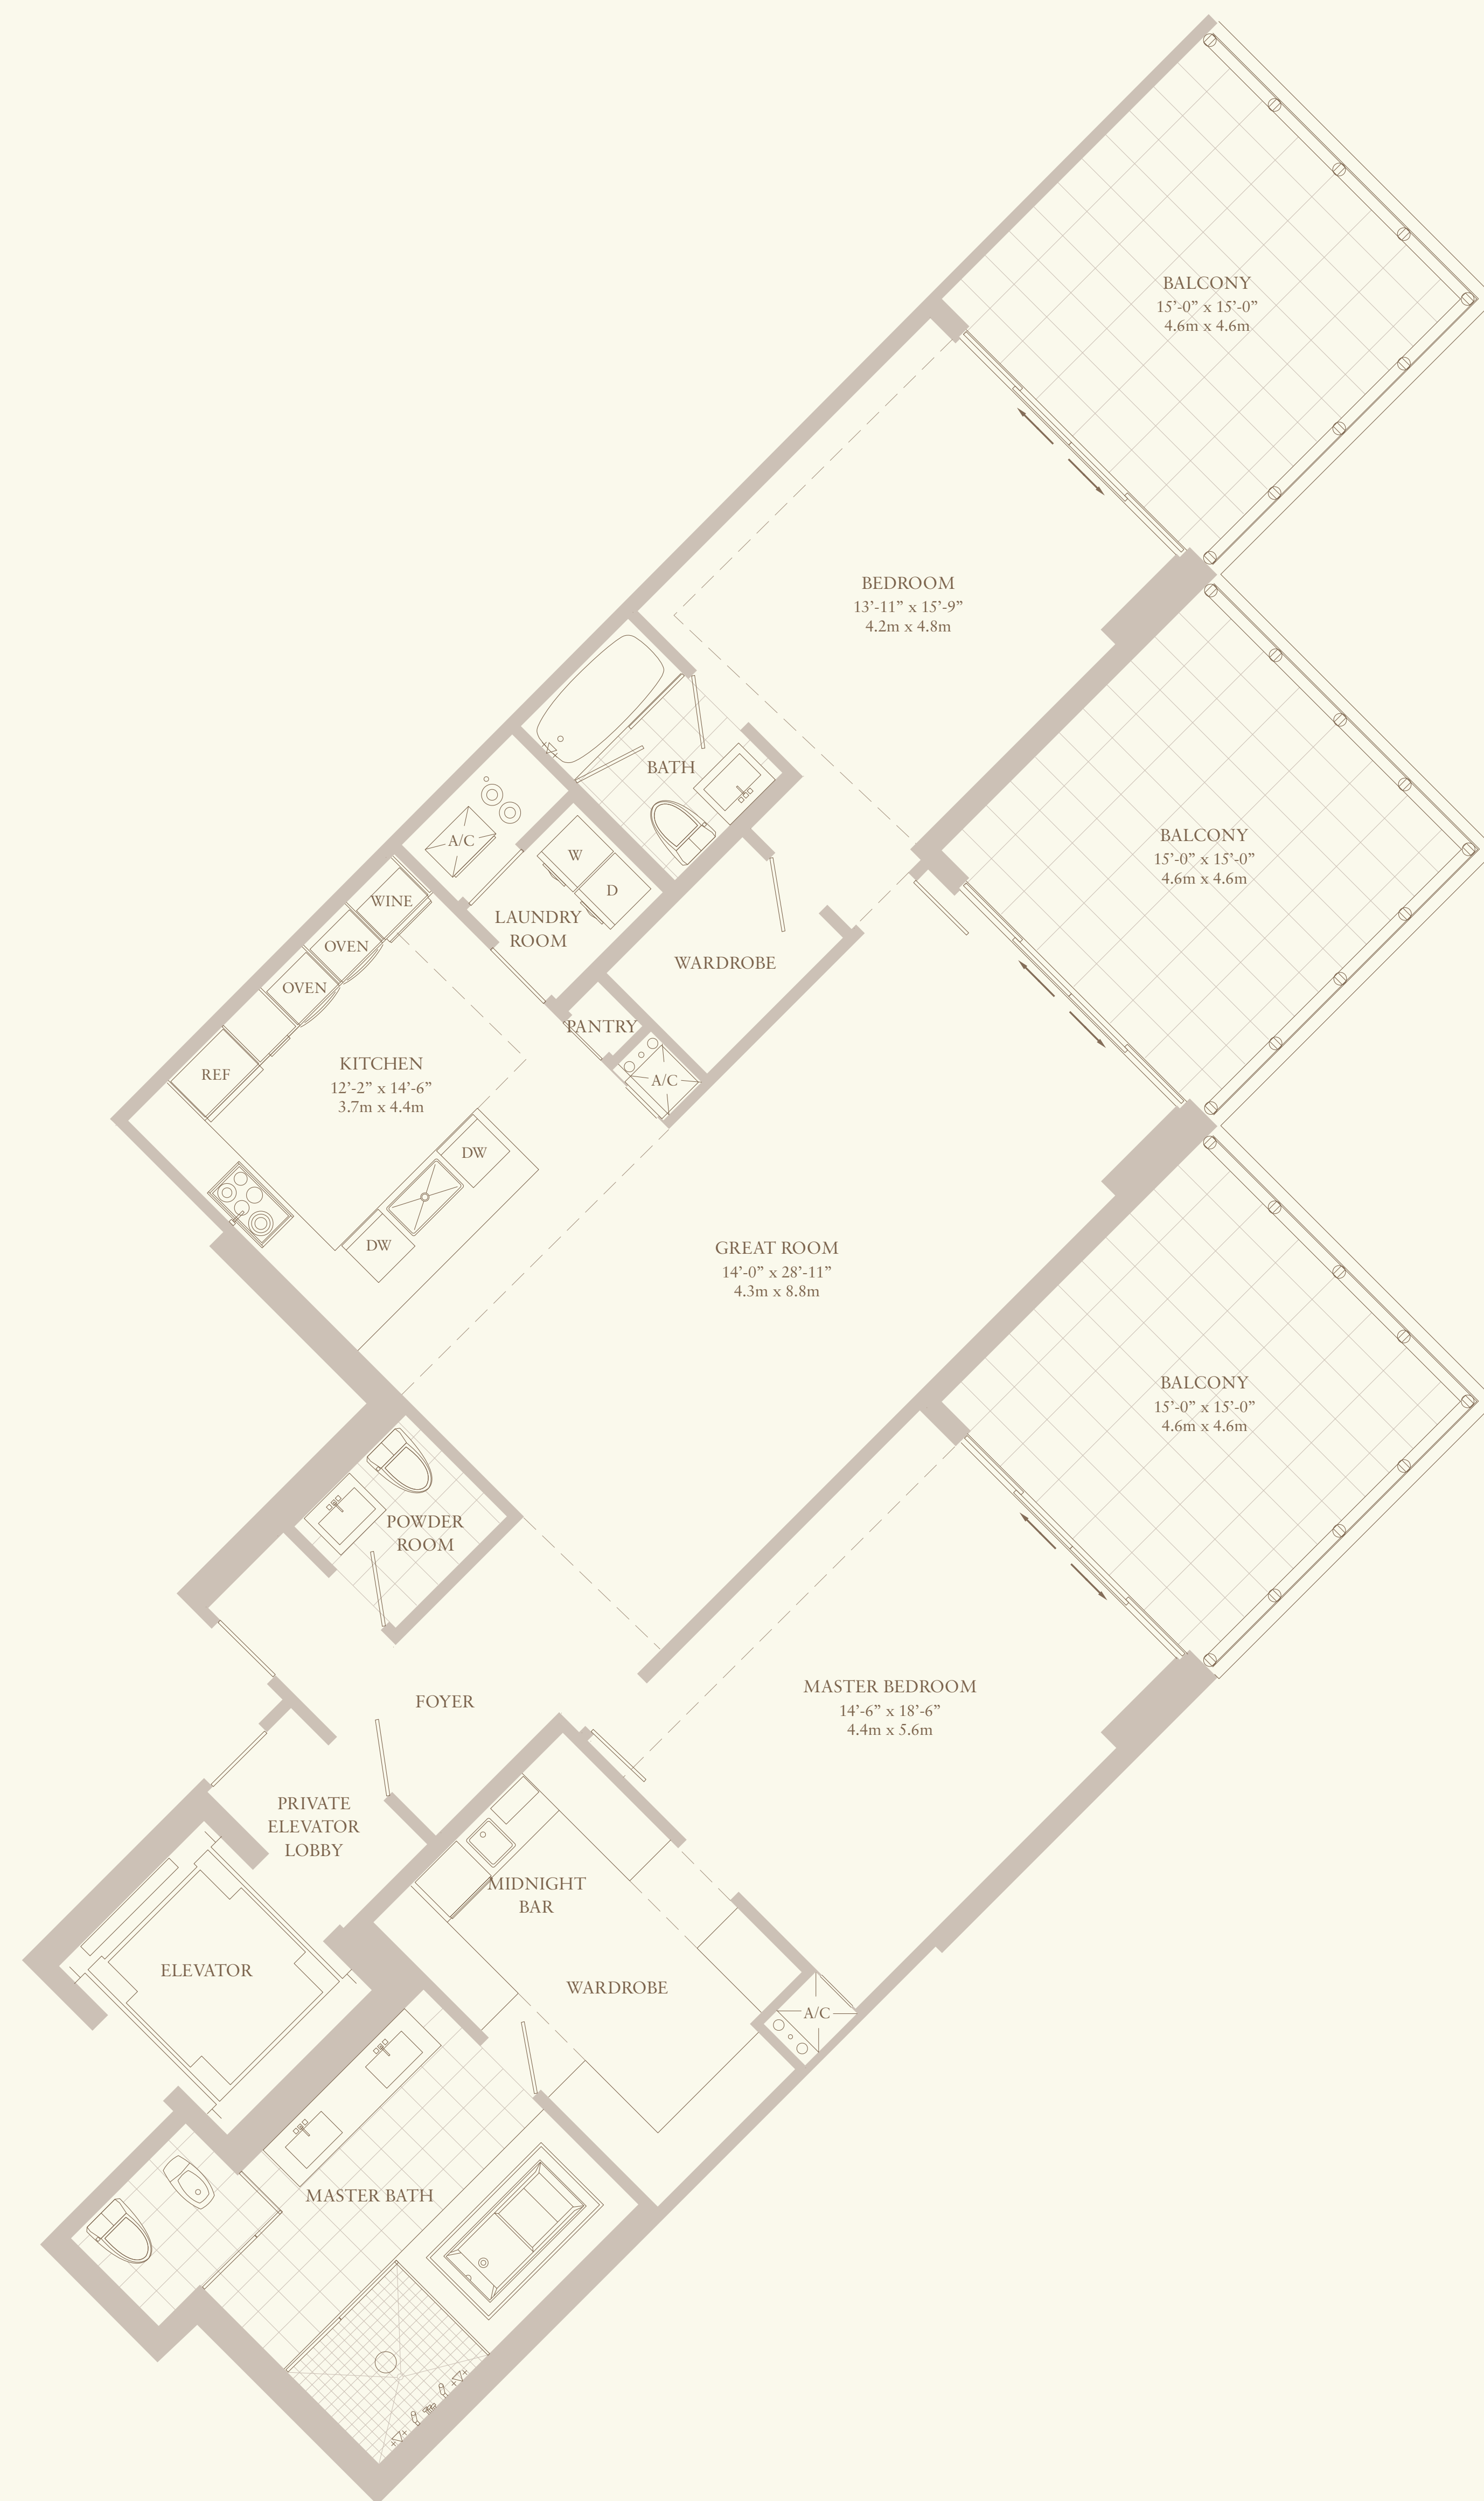 BALCONY
15’-0” x 15’-0”
4.6m x 4.6m
BEDROOM
13’-11” x 15’-9”
4.2m x 4.8m
BATH
A/C
W
D
BALCONY
15’-0” x 15’-0”
4.6m x 4.6m
WINE
LAUNDRY
ROOM
OVEN
OVEN
WARDROBE
PANTRY
REF
KITCHEN
12’-2” x 14’-6”
3.7m x 4.4m
A/C
DW
DW
GREAT ROOM
14’-0” x 28’-11”
4.3m x 8.8m
BALCONY
15’-0” x 15’-0”
4.6m x 4.6m
POWDER
ROOM
FOYER
MASTER BEDROOM
14’-6” x 18’-6”
4.4m x 5.6m
PRIVATE
ELEVATOR
LOBBY
MIDNIGHT
BAR
ELEVATOR
WARDROBE
A/C
MASTER BATH